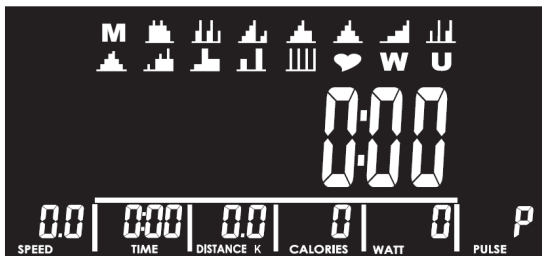 M
W U
0:00
0.0 0:00 0.0 0 0 P
SPEED TIME DISTANCE K CALORIES WATT PULSE